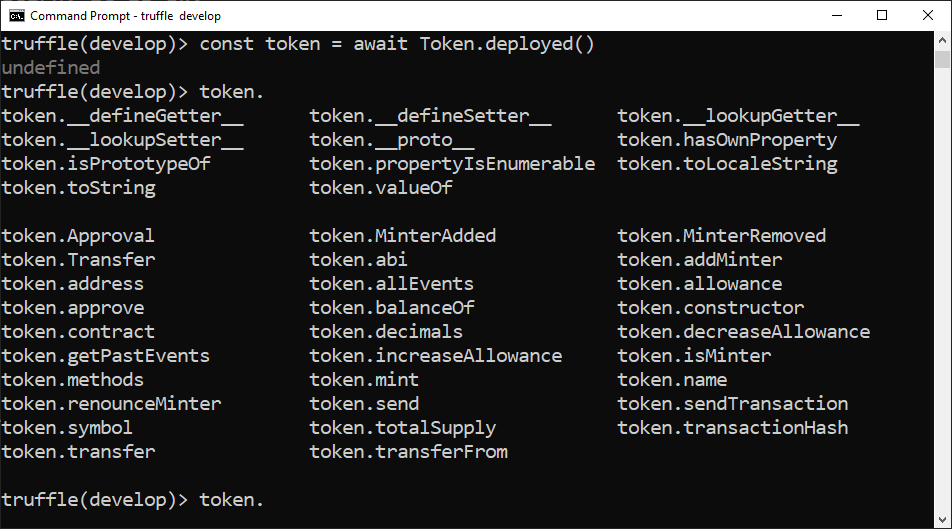 Command Prompt - truffle develop
truffle(develop)> const token = await Token.deployed()
undefined
truffle(develop)> token.
token.__defineGetter__ token.__defineSetter__ token.__lookupGetter__
token.__lookupSetter__ token.__proto__ token.hasOwnProperty
token.isPrototypeOf token.propertyIsEnumerable token.toLocaleString
token.toString token.valueOf
token.Approval token.MinterAdded token.MinterRemoved
token.Transfer token.abi token.addMinter
token.address token.allEvents token.allowance
token.approve token.balanceOf token.constructor
token.contract token.decimals token.decreaseAllowance
token.getPastEvents token.increaseAllowance token.isMinter
token.methods token.mint token.name
token.renounceMinter token.send token.sendTransaction
token.symbol token.totalSupply token.transactionHash
token.transfer token.transferFrom
truffle(develop)> token.